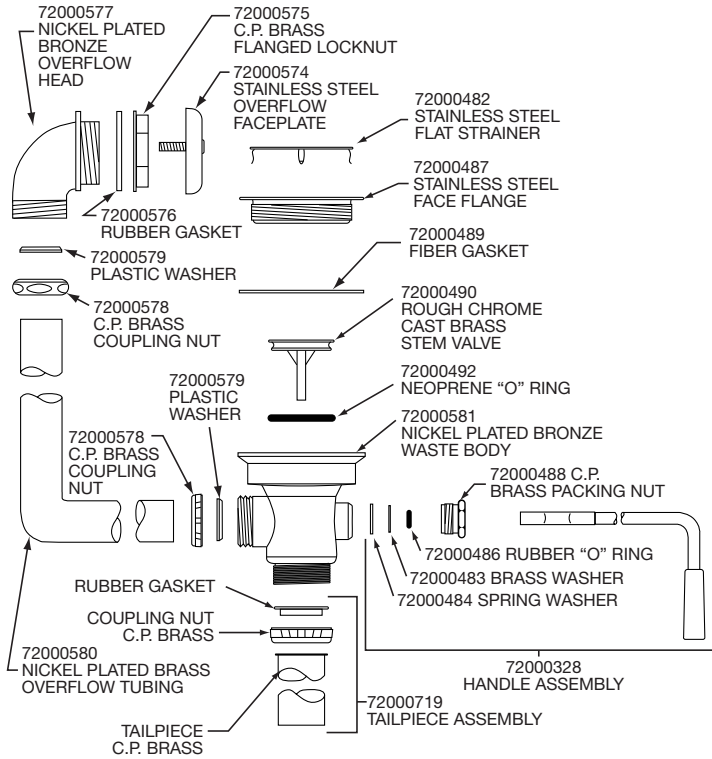 72000577
NICKEL PLATED
BRONZE
OVERFLOW
HEAD
72000575
C.P. BRASS
FLANGED LOCKNUT
72000574
STAINLESS STEEL
OVERFLOW
FACEPLATE
72000482
STAINLESS STEEL
FLAT STRAINER
72000487
STAINLESS STEEL
FACE FLANGE
72000576
RUBBER GASKET
72000489
FIBER GASKET
72000579
PLASTIC WASHER
72000578
C.P. BRASS
COUPLING NUT
72000490
ROUGH CHROME
CAST BRASS
STEM VALVE
72000579
PLASTIC
WASHER
72000492
NEOPRENE “O” RING
72000581
NICKEL PLATED BRONZE
WASTE BODY
72000578
C.P. BRASS
COUPLING
NUT
72000488 C.P.
BRASS PACKING NUT
72000486 RUBBER “O” RING
72000483 BRASS WASHER
72000484 SPRING WASHER
RUBBER GASKET
COUPLING NUT
C.P. BRASS
72000580
NICKEL PLATED BRASS
OVERFLOW TUBING
72000328
HANDLE ASSEMBLY
72000719
TAILPIECE ASSEMBLY
TAILPIECE
C.P. BRASS